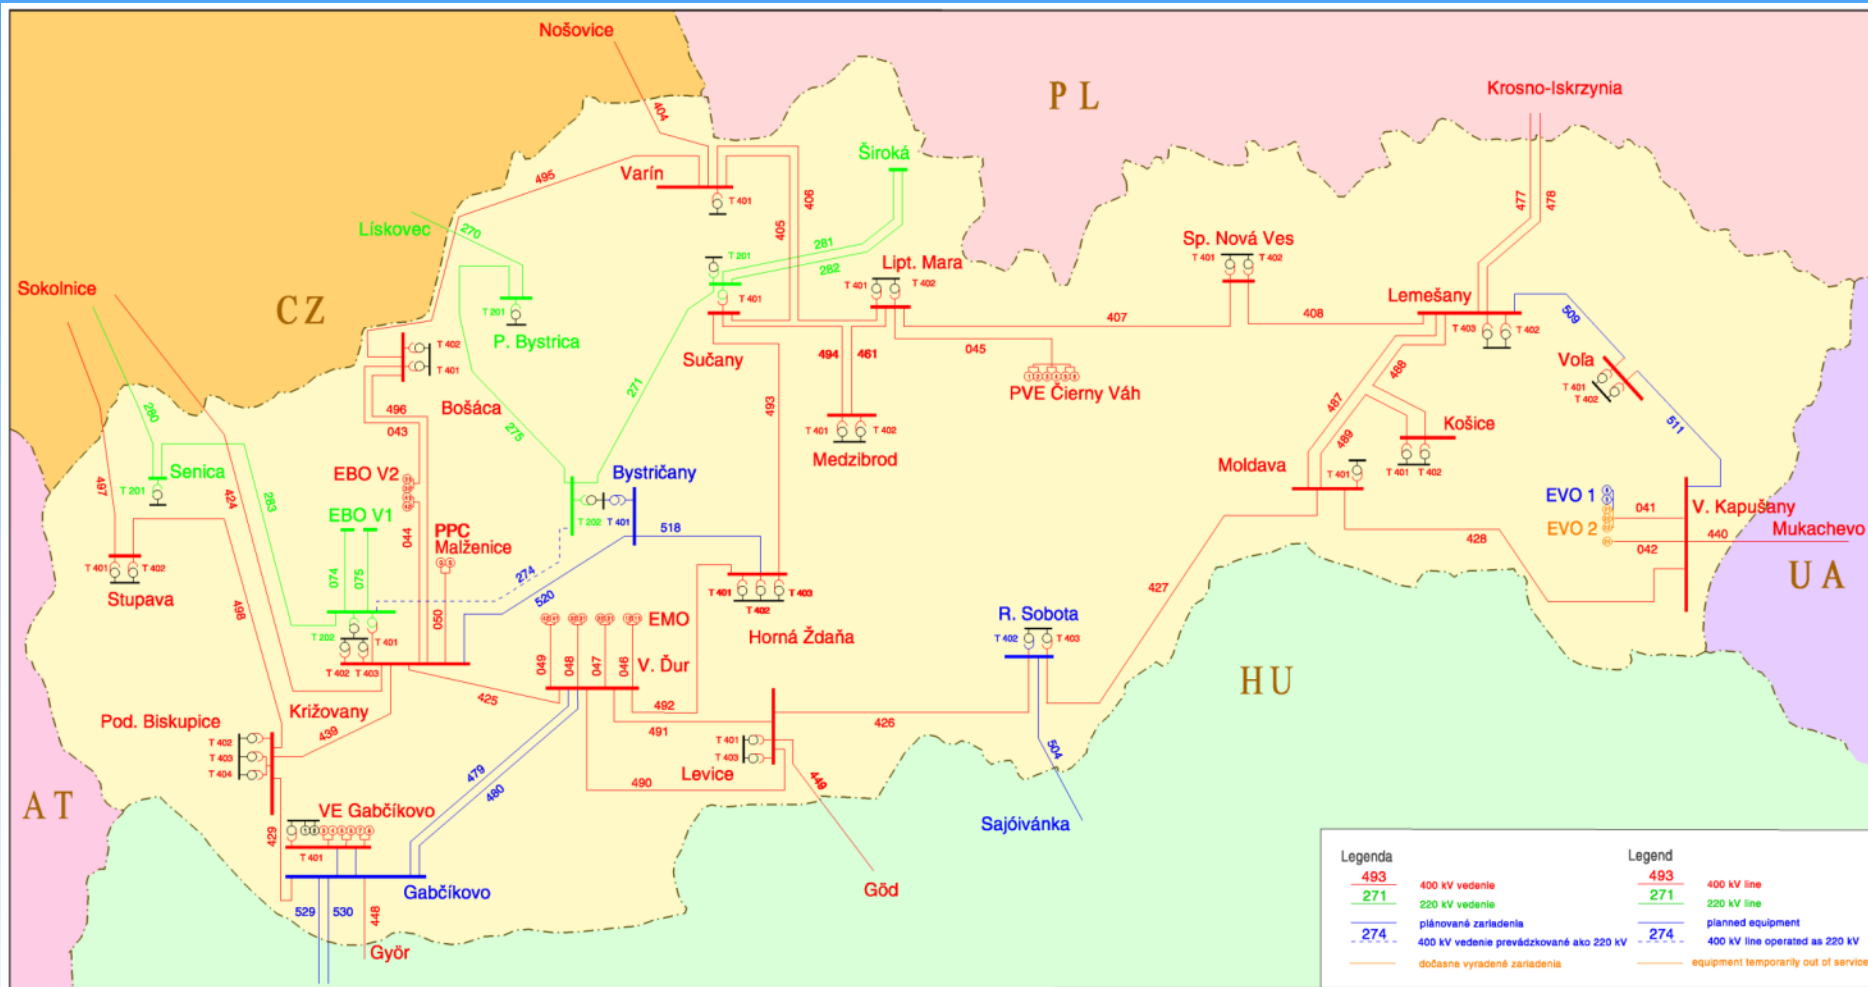 Nošovice
404
PL
Krosno-Iskrzynia
495
Varín
T 401
406
405
Široká
477
478
Lískovec
270
281
282
T 201
T 401
Sučany
Lipt. Mara
T 401
T 402
Sp. Nová Ves
T 401
T 402
Sokolnice
CZ
T 201
P. Bystrica
407
408
Lemešany
T 403
T 402
509
045
PVE Čierny Váh
494
461
T 402
T 401
Bošáca
496
043
271
275
493
T 401
T 402
Medzibrod
487
488
489
Košice
T 401
T 402
Voľa
T 401
T 402
511
280
Senica
T 201
283
424
497
EBO V2
EBO V1
044
PPC
Malženice
Bystričany
T 202
T 401
518
Moldava
T 401
EVO 1
EVO 2
041
042
V. Kapušany
440
Mukachevo
UA
428
427
T 401
T 402
Stupava
498
074
075
274
520
050
T 202
T 401
T 402
T 403
Križovany
T 401
T 402
T 403
Horná Ždaňa
EMO
049
048
047
046
V. Ďur
R. Sobota
T 402
T 403
HU
425
492
491
490
426
504
Sajóivánka
Pod. Biskupice
T 402
T 403
T 404
439
479
480
T 401
T 403
Levice
449
Göd
AT
429
VE Gabčíkovo
T 401
Gabčíkovo
529
530
448
Györ
Legenda
493
400 kV vedenie
271
220 kV vedenie
plánované zariadenia
274
400 kV vedenie prevádzkované ako 220 kV
dočasne vyradené zariadenia
Legend
493
400 kV line
271
220 kV line
planned equipment
274
400 kV line operated as 220 kV
equipment temporarily out of service